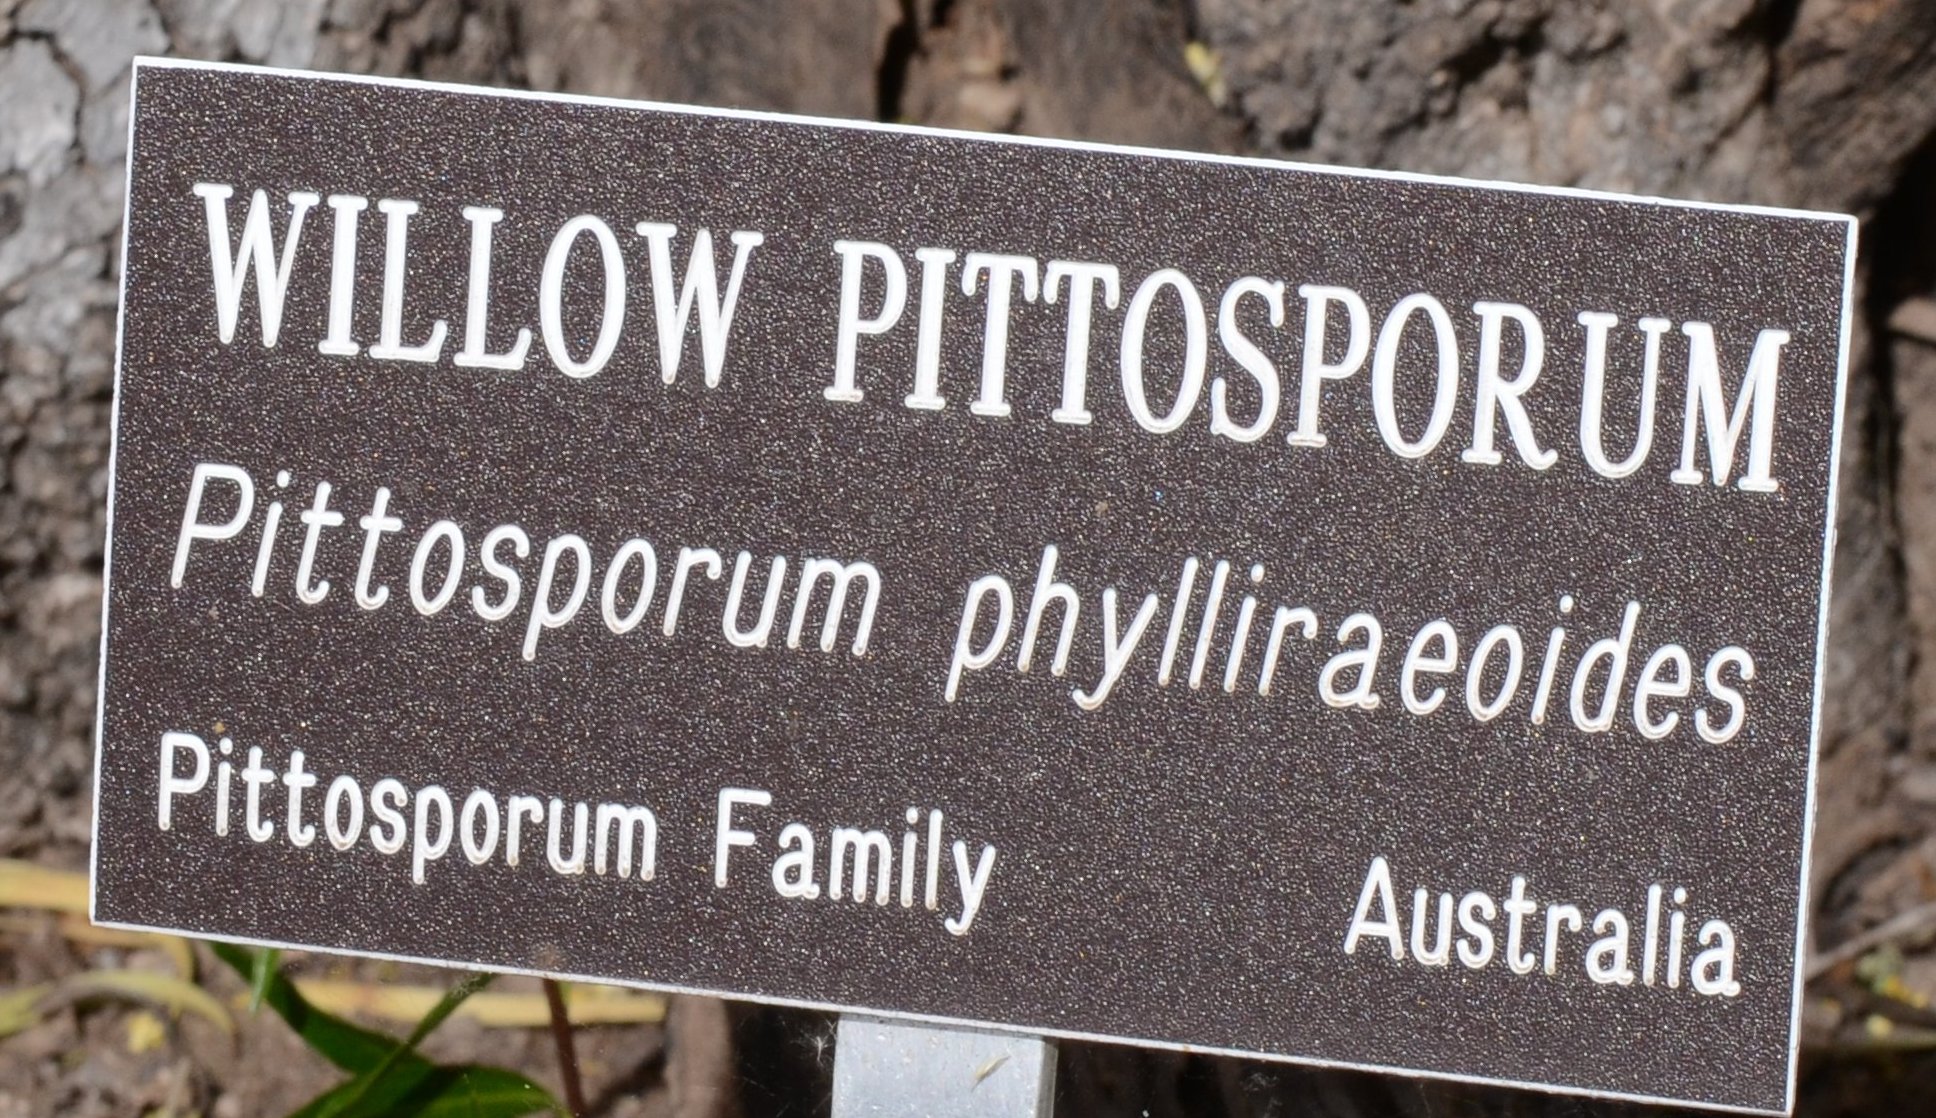 WILLOW PITTOSPORUM
Pittosporum phylliraeoides
Pittosporum Family Australia